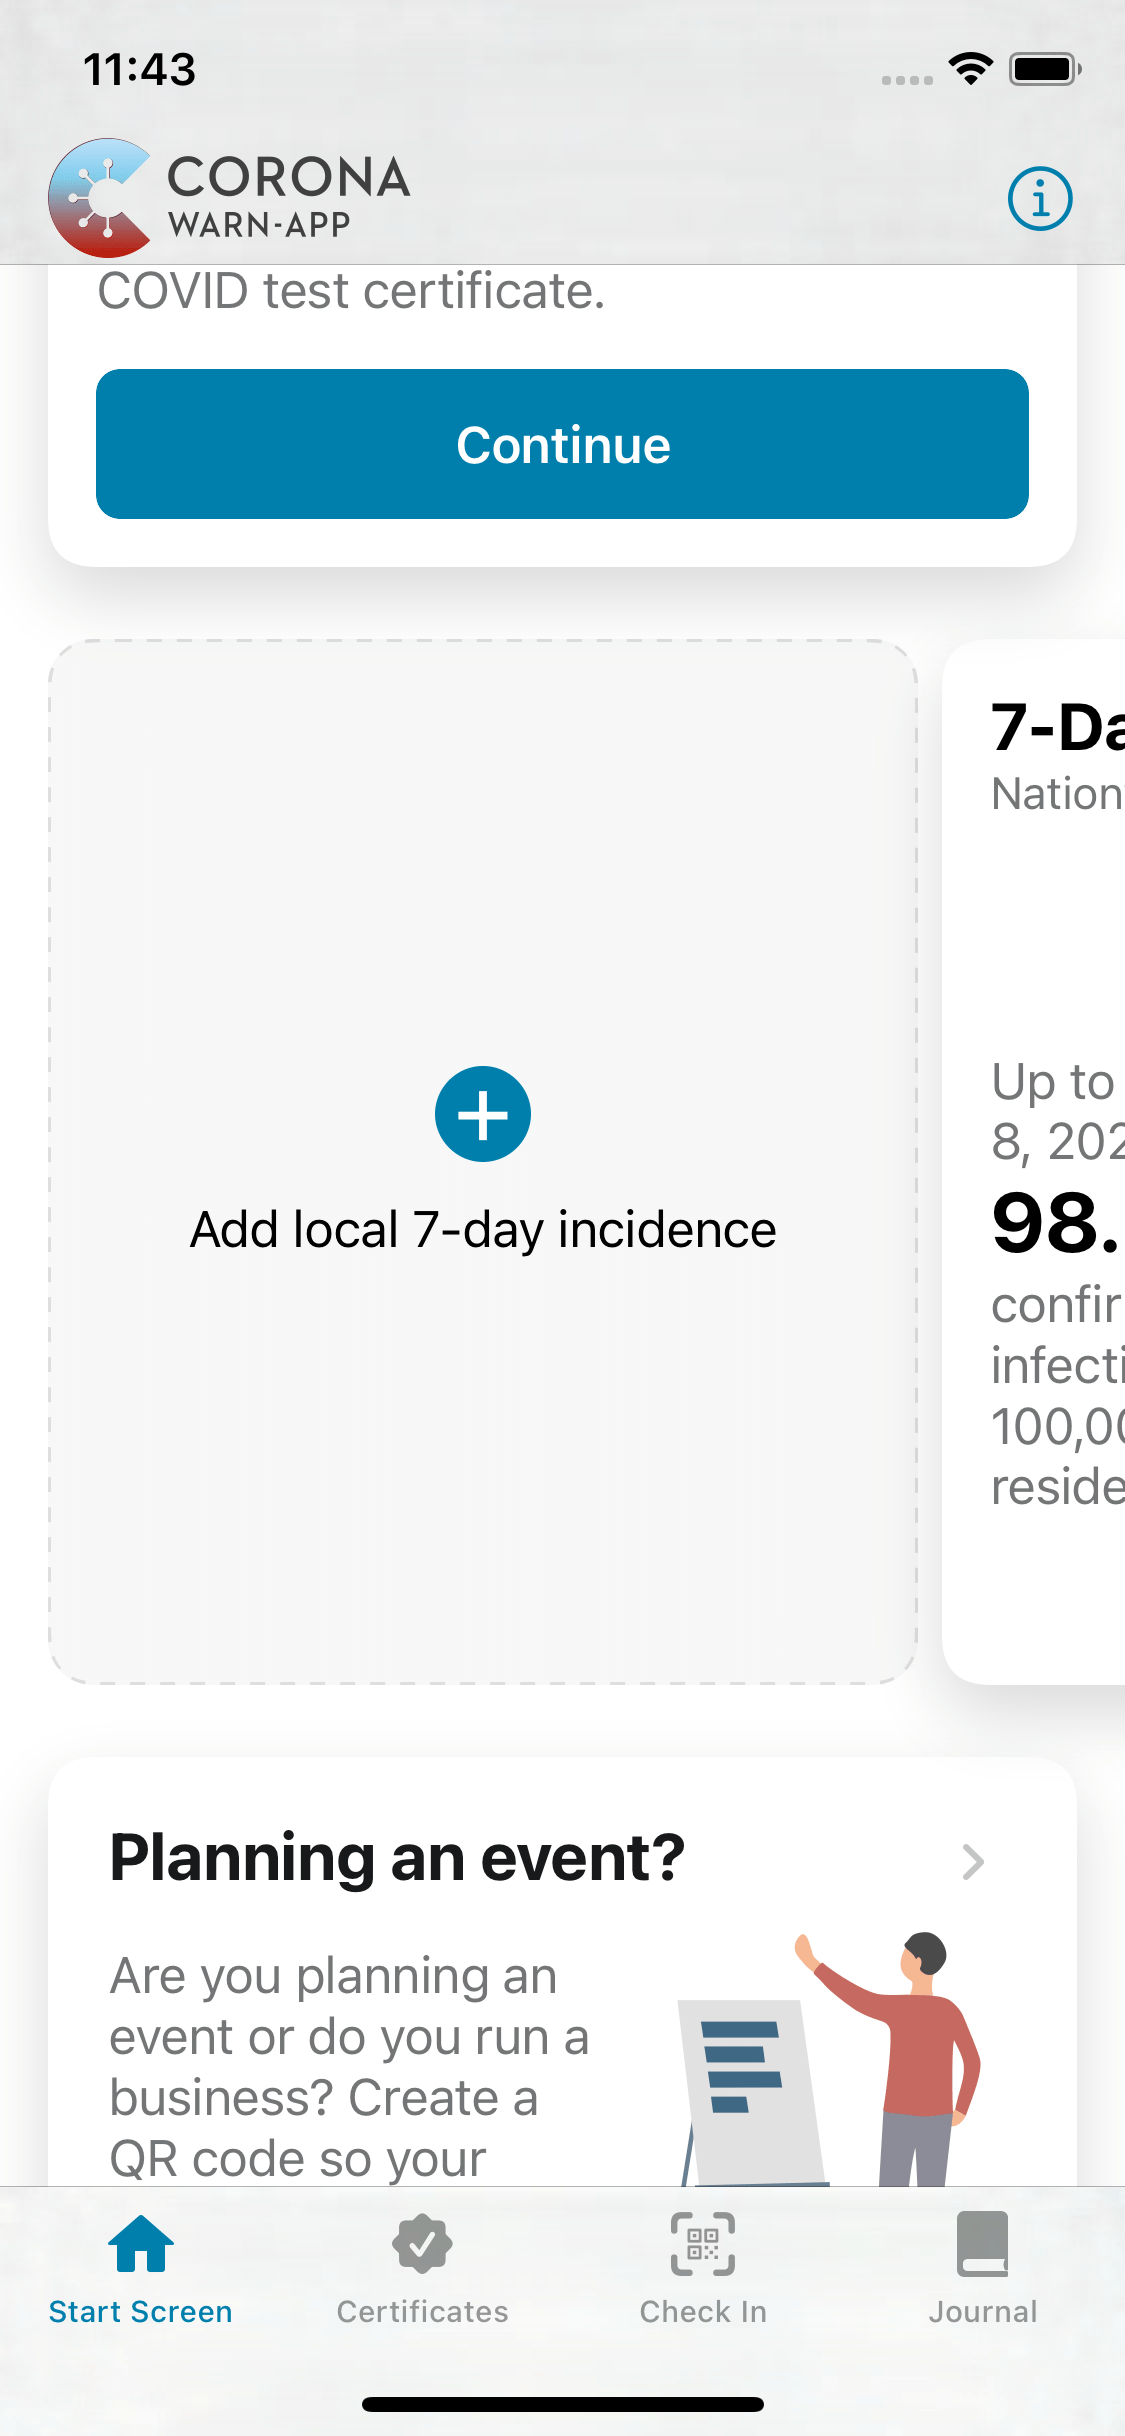 11:43
CORONA
WARN-APP
COVID test certificate.
Continue
Add local 7-day incidence
7-Da
Nation
Up to
8, 202
98.
confir
infecti
100,00
reside
Planning an event?
Are you planning an
event or do you run a
business? Create a
QR code so your
Start Screen
Certificates
Check In
Journal